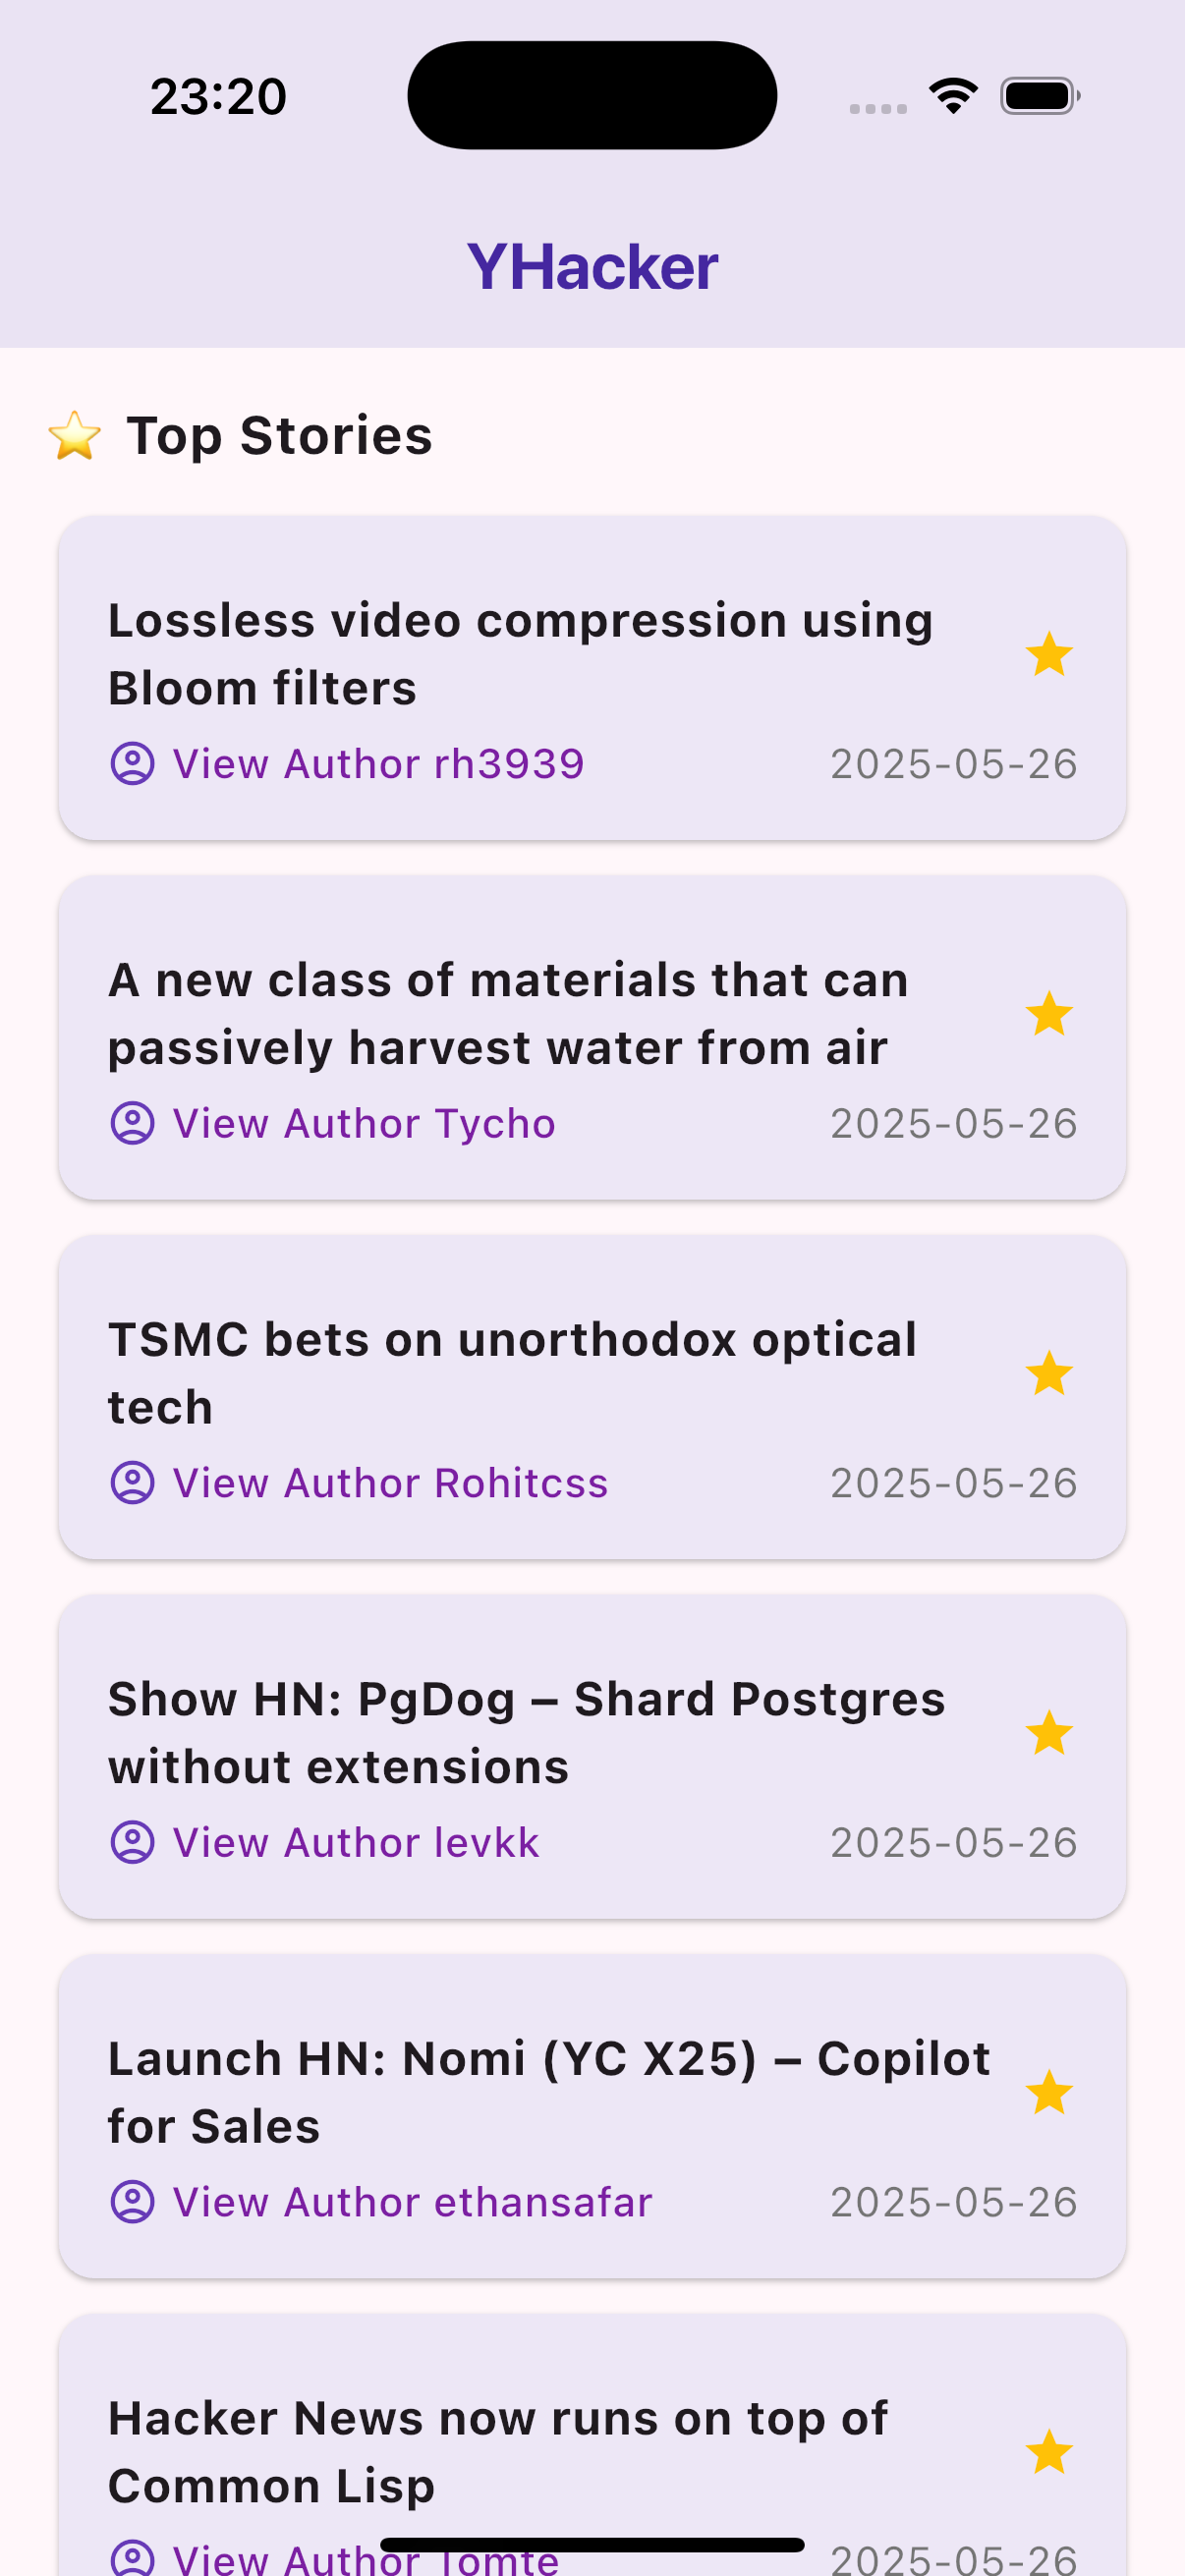 23:20
YHacker
⭐ Top Stories
Lossless video compression using
Bloom filters
View Author rh3939 2025-05-26
A new class of materials that can
passively harvest water from air
View Author Tycho 2025-05-26
TSMC bets on unorthodox optical
tech
View Author Rohitcss 2025-05-26
Show HN: PgDog – Shard Postgres
without extensions
View Author levkk 2025-05-26
Launch HN: Nomi (YC X25) – Copilot
for Sales
View Author ethansafar 2025-05-26
Hacker News now runs on top of
Common Lisp
View Author Tomte 2025-05-26